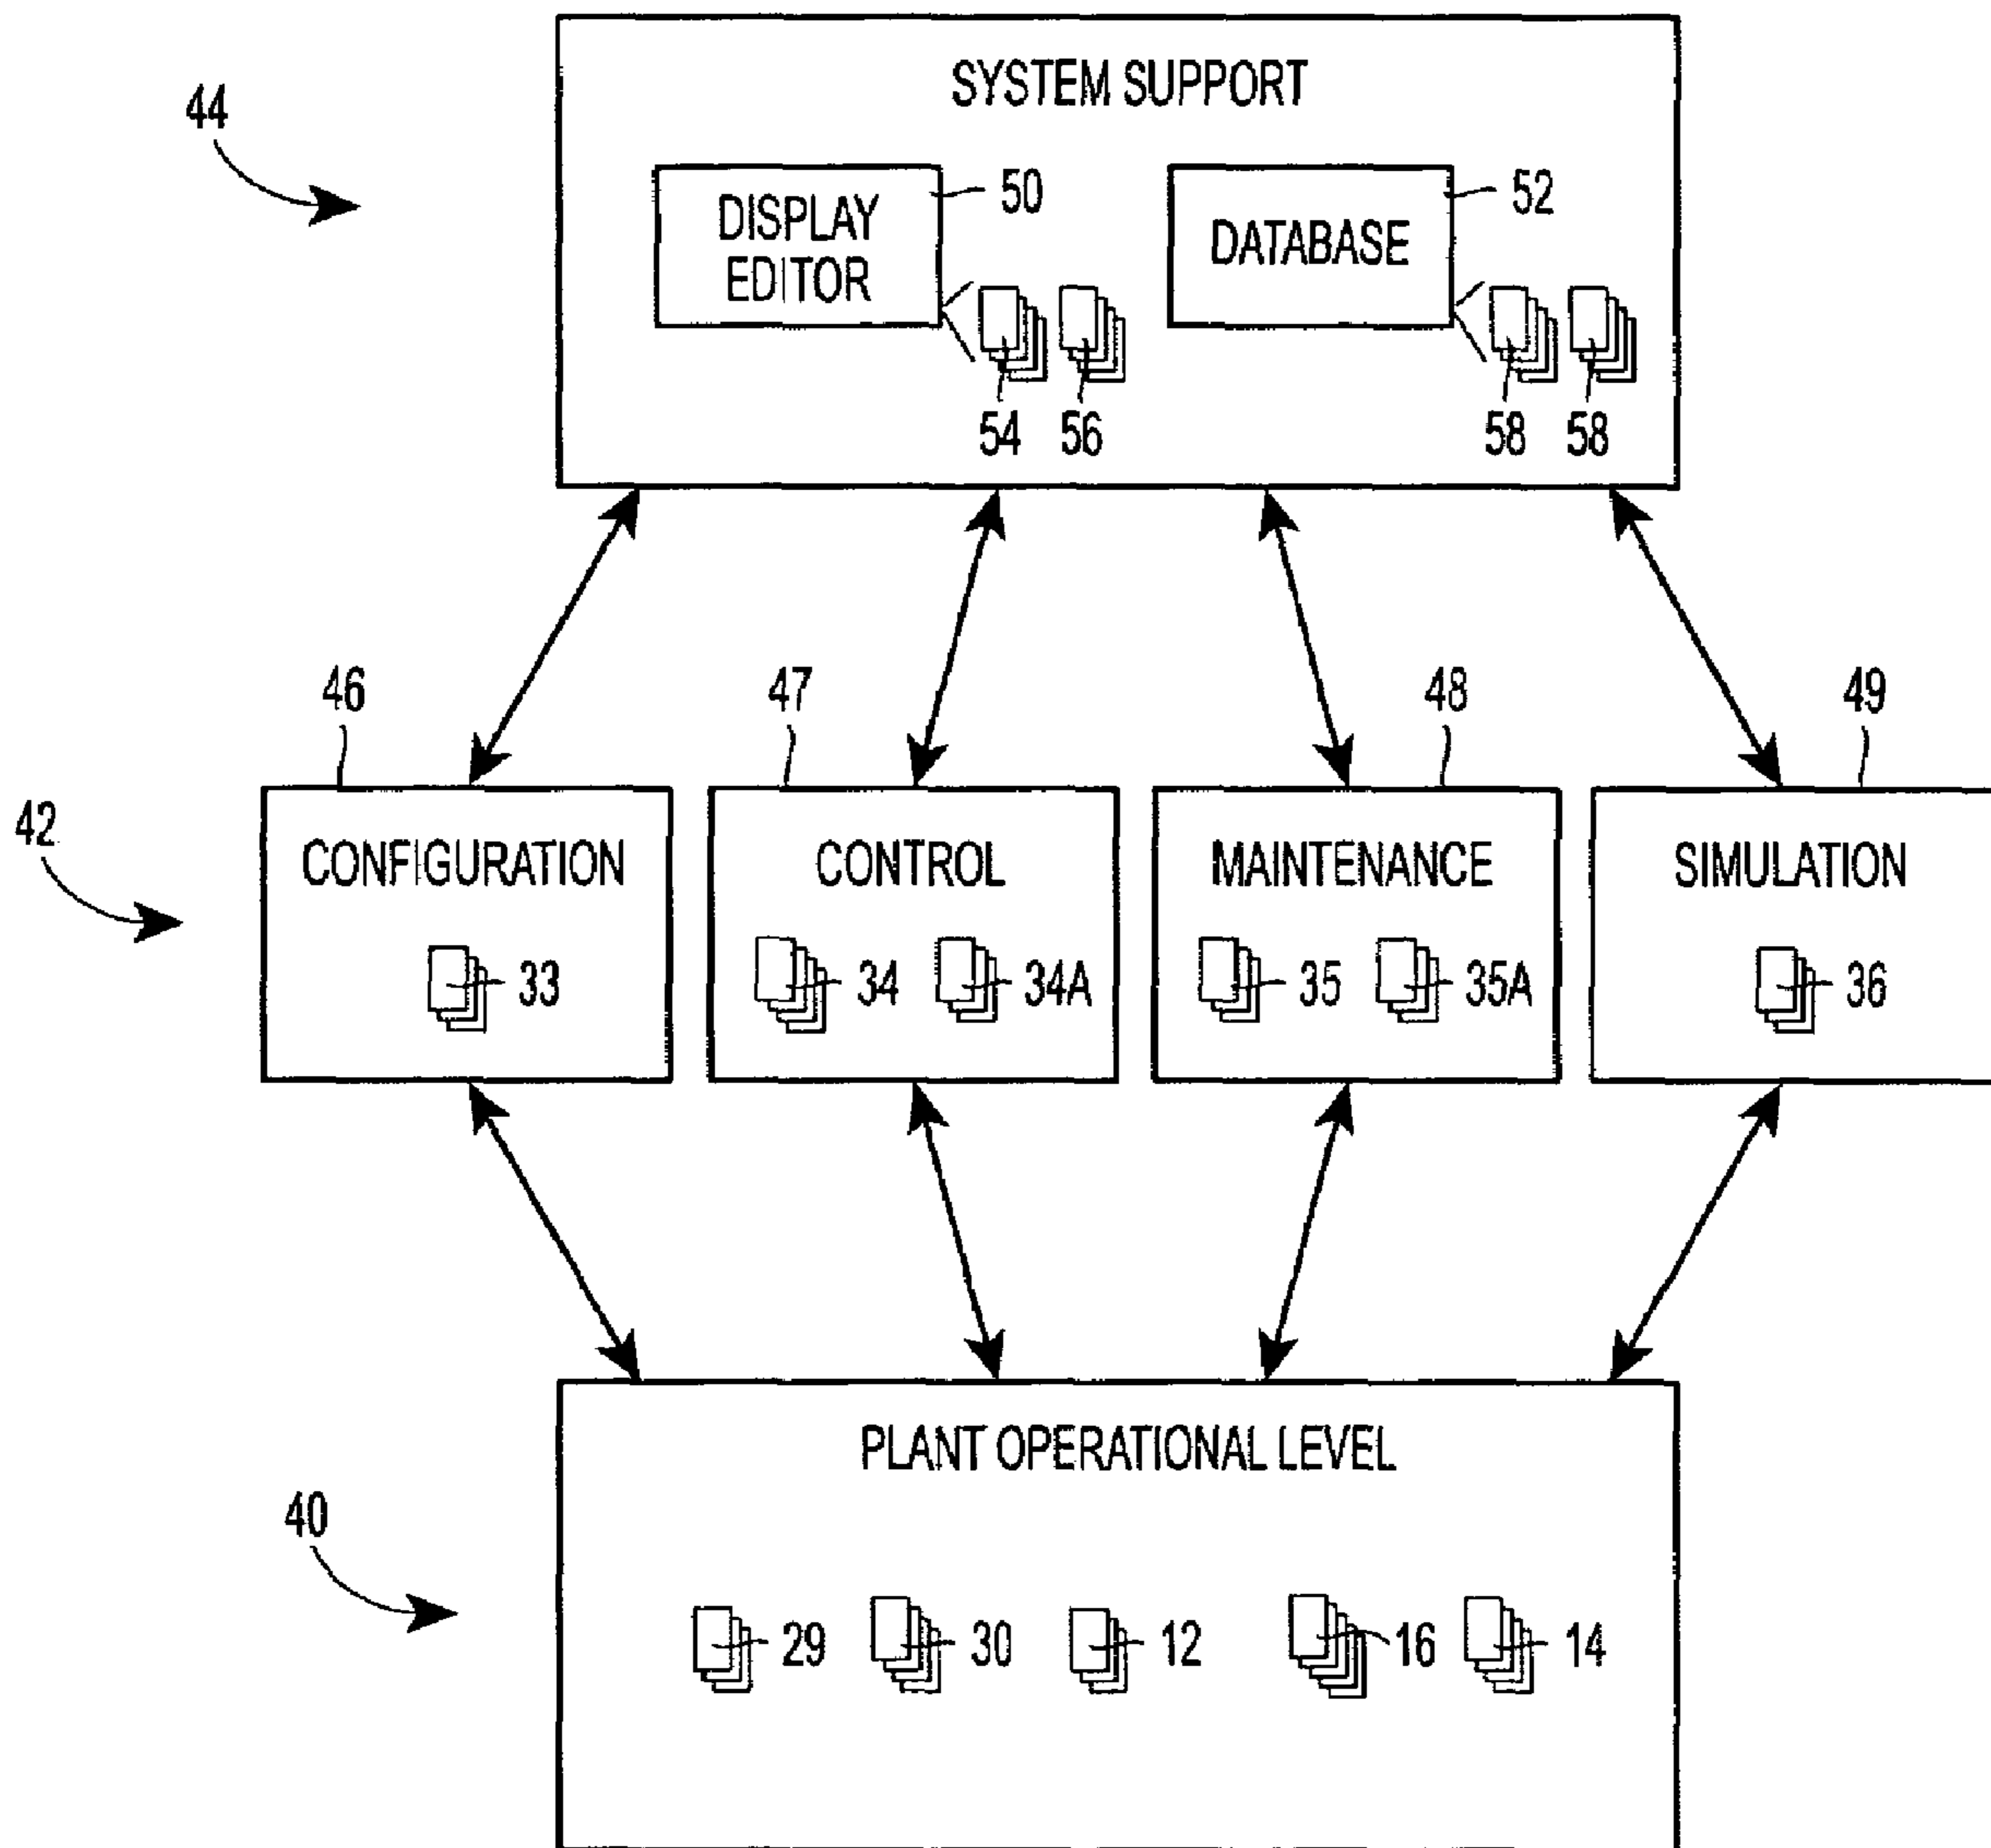 SYSTEM SUPPORT
44
DISPLAY
EDITOR
50
DATABASE
52
54
56
58
58
46
47
48
49
42
CONFIGURATION
33
CONTROL
34
34A
MAINTENANCE
35
35A
SIMULATION
36
PLANT OPERATIONAL LEVEL
40
29
30
12
16
14